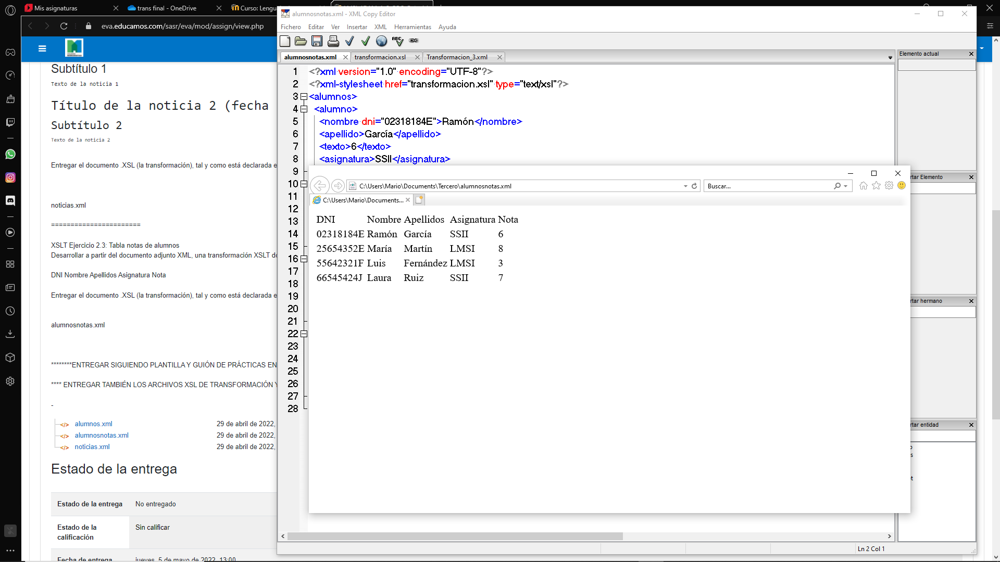 Mis asignaturas
trans final - OneDrive
Curso: Lengu
eva.educamos.com/sasr/eva/mod/assign/view.php
Subtítulo 1
Texto de la noticia 1
Título de la noticia 2 (fecha
Subtítulo 2
Texto de la noticia 2
Entregar el documento .XSL (la transformación), tal y como está declarada e
noticias.xml
=======================
XSLT Ejercicio 2.3: Tabla notas de alumnos
Desarrollar a partir del documento adjunto XML, una transformación XSLT d
DNI Nombre Apellidos Asignatura Nota
Entregar el documento .XSL (la transformación), tal y como está declarada e
alumnosnotas.xml
********ENTREGAR SIGUIENDO PLANTILLA Y GUIÓN DE PRÁCTICAS EN
**** ENTREGAR TAMBIÉN LOS ARCHIVOS XSL DE TRANSFORMACIÓN Y
-
alumnos.xml 29 de abril de 2022,
alumnosnotas.xml 29 de abril de 2022,
noticias.xml 29 de abril de 2022,
Estado de la entrega
Estado de la entrega No entregado
Estado de la calificación Sin calificar
Fecha de entrega jueves, 5 de mayo de 2022, 13:00
alumnosnotas.xml - XML Copy Editor
Fichero Editar Ver Insertar XML Herramientas Ayuda
ABC
alumnosnotas.xml transformacion.xsl Transformacion_3.xml
1 <?xml version="1.0" encoding="UTF-8"?>
2 <?xml-stylesheet href="transformacion.xsl" type="text/xsl"?>
3 <alumnos>
4 <alumno>
5 <nombre dni="02318184E">Ramón</nombre>
6 <apellido>García</apellido>
7 <texto>6</texto>
8 <asignatura>SSII</asignatura>
9
10
11
12
13
14
15
16
17
18
19
20
21
22
23
24
25
26
27
28
C:\Users\Mario\Documents\Tercero\alumnosnotas.xml
Buscar...
C:\Users\Mario\Documents...
DNI Nombre Apellidos Asignatura Nota
02318184E Ramón García SSII 6
25654352E María Martín LMSI 8
55642321F Luis Fernández LMSI 3
66545424J Laura Ruiz SSII 7
Elemento actual
rtar Elemento
rtar hermano
rtar entidad
Ln 2 Col 1